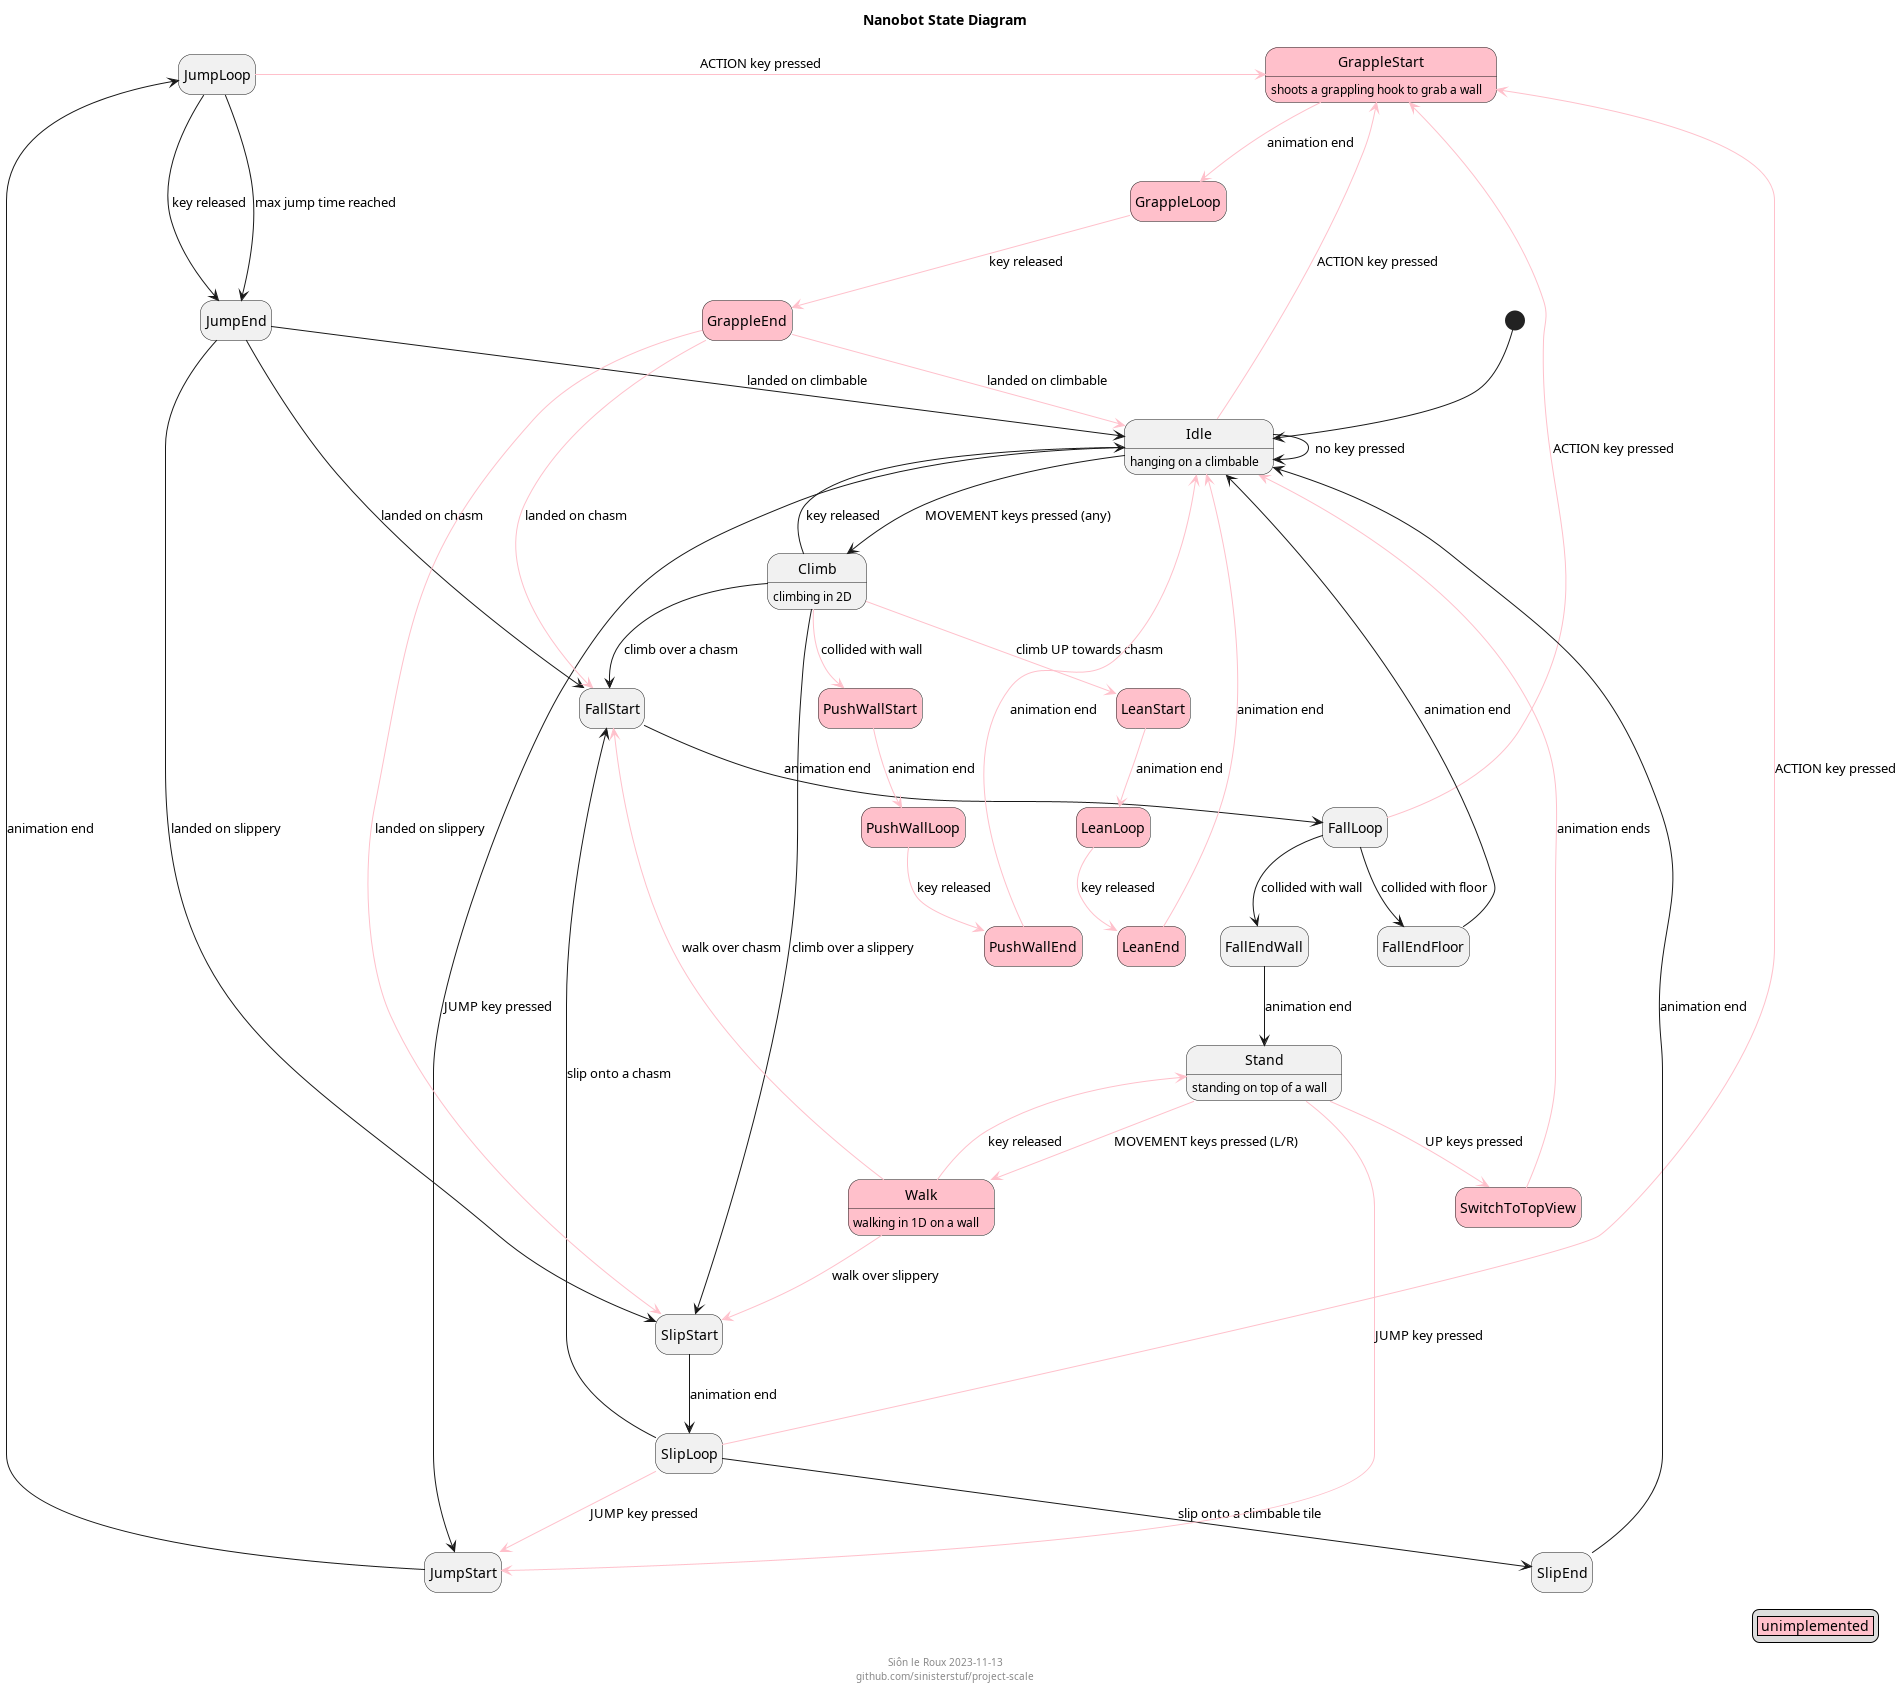 Nanobot State Diagram
JumpLoop
ACTION key pressed
GrappleStart
shoots a grappling hook to grab a wall
animation end
key released
max jump time reached
GrappleLoop
key released
ACTION key pressed
JumpEnd
GrappleEnd
landed on climbable
landed on climbable
Idle
hanging on a climbable
no key pressed
ACTION key pressed
landed on chasm
landed on chasm
key released
MOVEMENT keys pressed (any)
Climb
climbing in 2D
climb over a chasm
collided with wall
climb UP towards chasm
FallStart
PushWallStart
animation end
LeanStart
animation end
animation end
animation end
animation end
animation end
ACTION key pressed
animation end
landed on slippery
landed on slippery
PushWallLoop
LeanLoop
FallLoop
animation ends
key released
key released
collided with wall
collided with floor
walk over chasm
climb over a slippery
PushWallEnd
LeanEnd
FallEndWall
FallEndFloor
JUMP key pressed
animation end
animation end
slip onto a chasm
Stand
standing on top of a wall
key released
MOVEMENT keys pressed (L/R)
UP keys pressed
Walk
walking in 1D on a wall
SwitchToTopView
walk over slippery
SlipStart
JUMP key pressed
animation end
SlipLoop
JUMP key pressed
slip onto a climbable tile
JumpStart
SlipEnd
unimplemented
Siôn le Roux 2023-11-13
github.com/sinisterstuf/project-scale